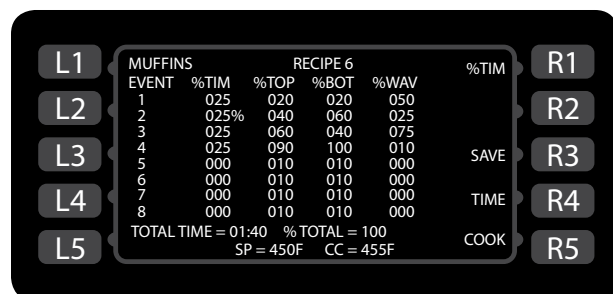 MUFFINS RECIPE 6
EVENT %TIM %TOP %BOT %WAV
1 025 020 020 050
2 025% 040 060 025
3 025 060 040 075
4 025 090 100 010
5 000 010 010 000
6 000 010 010 000
7 000 010 010 000
8 000 010 010 000
TOTAL TIME = 01:40 % TOTAL = 100
SP = 450F CC = 455F
L1
L2
L3
L4
L5
%TIM R1
R2
SAVE R3
TIME R4
COOK R5